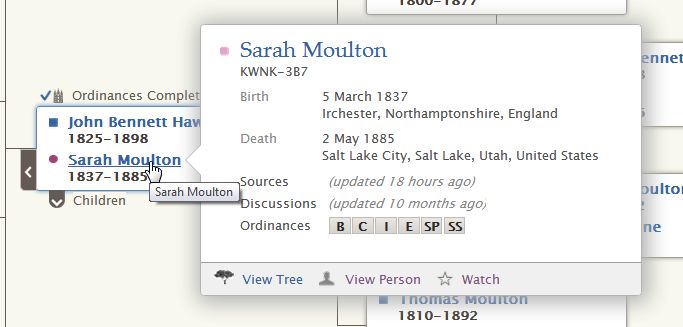 1800-1877
Ordinances Complet
John Bennett Haw
1825-1898
Sarah Moulton
1837-1885
Sarah Moulton
Children
Sarah Moulton
KWNK-3B7
Birth 5 March 1837
Irchester, Northamptonshire, England
Death 2 May 1885
Salt Lake City, Salt Lake, Utah, United States
Sources (updated 18 hours ago)
Discussions (updated 10 months ago)
Ordinances B C I E SP SS
View Tree View Person Watch
ennet
oulton
ne
Thomas Moulton
1810-1892